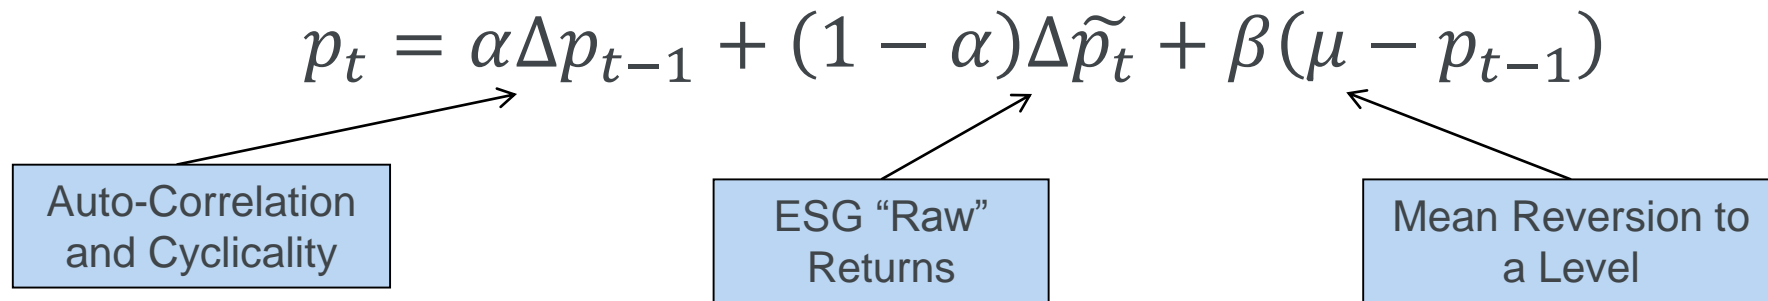 p_t = αΔp_{t−1} + (1 − α)Δp̃_t + β(μ − p_{t−1})
Auto-Correlation
and Cyclicality
ESG “Raw”
Returns
Mean Reversion to
a Level